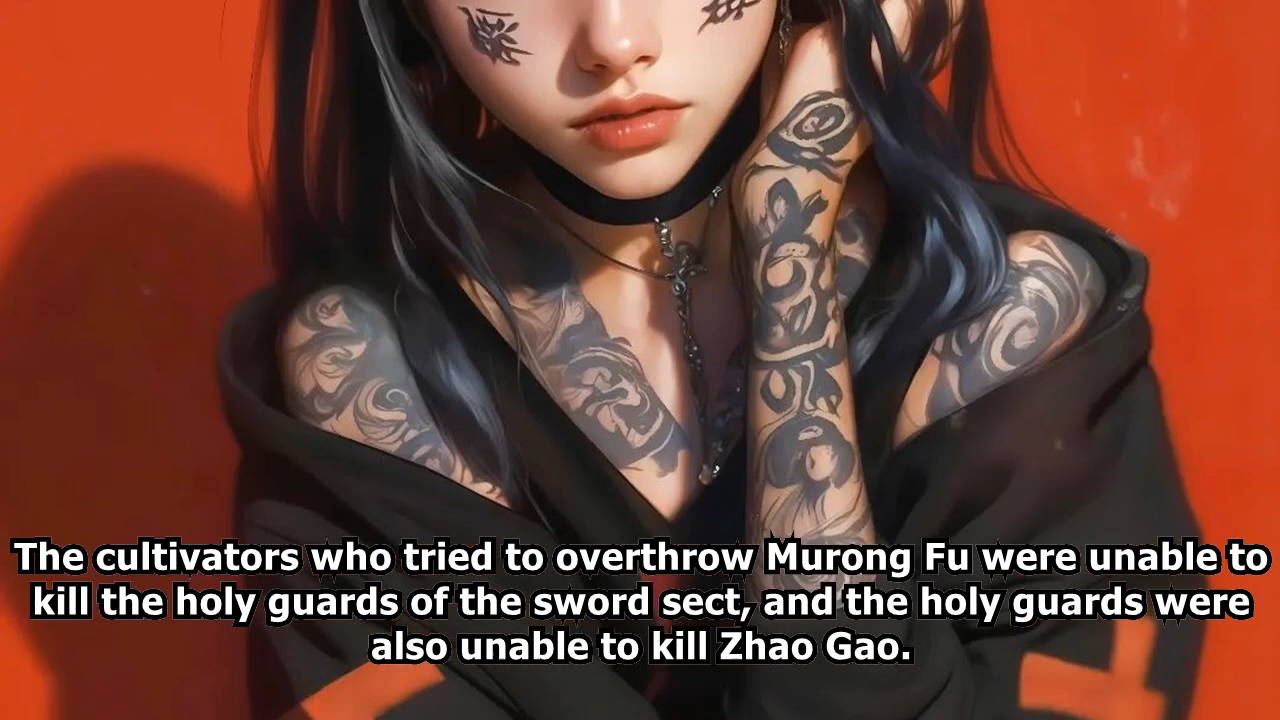 The cultivators who tried to overthrow Murong Fu were unable to
kill the holy guards of the sword sect, and the holy guards were
also unable to kill Zhao Gao.